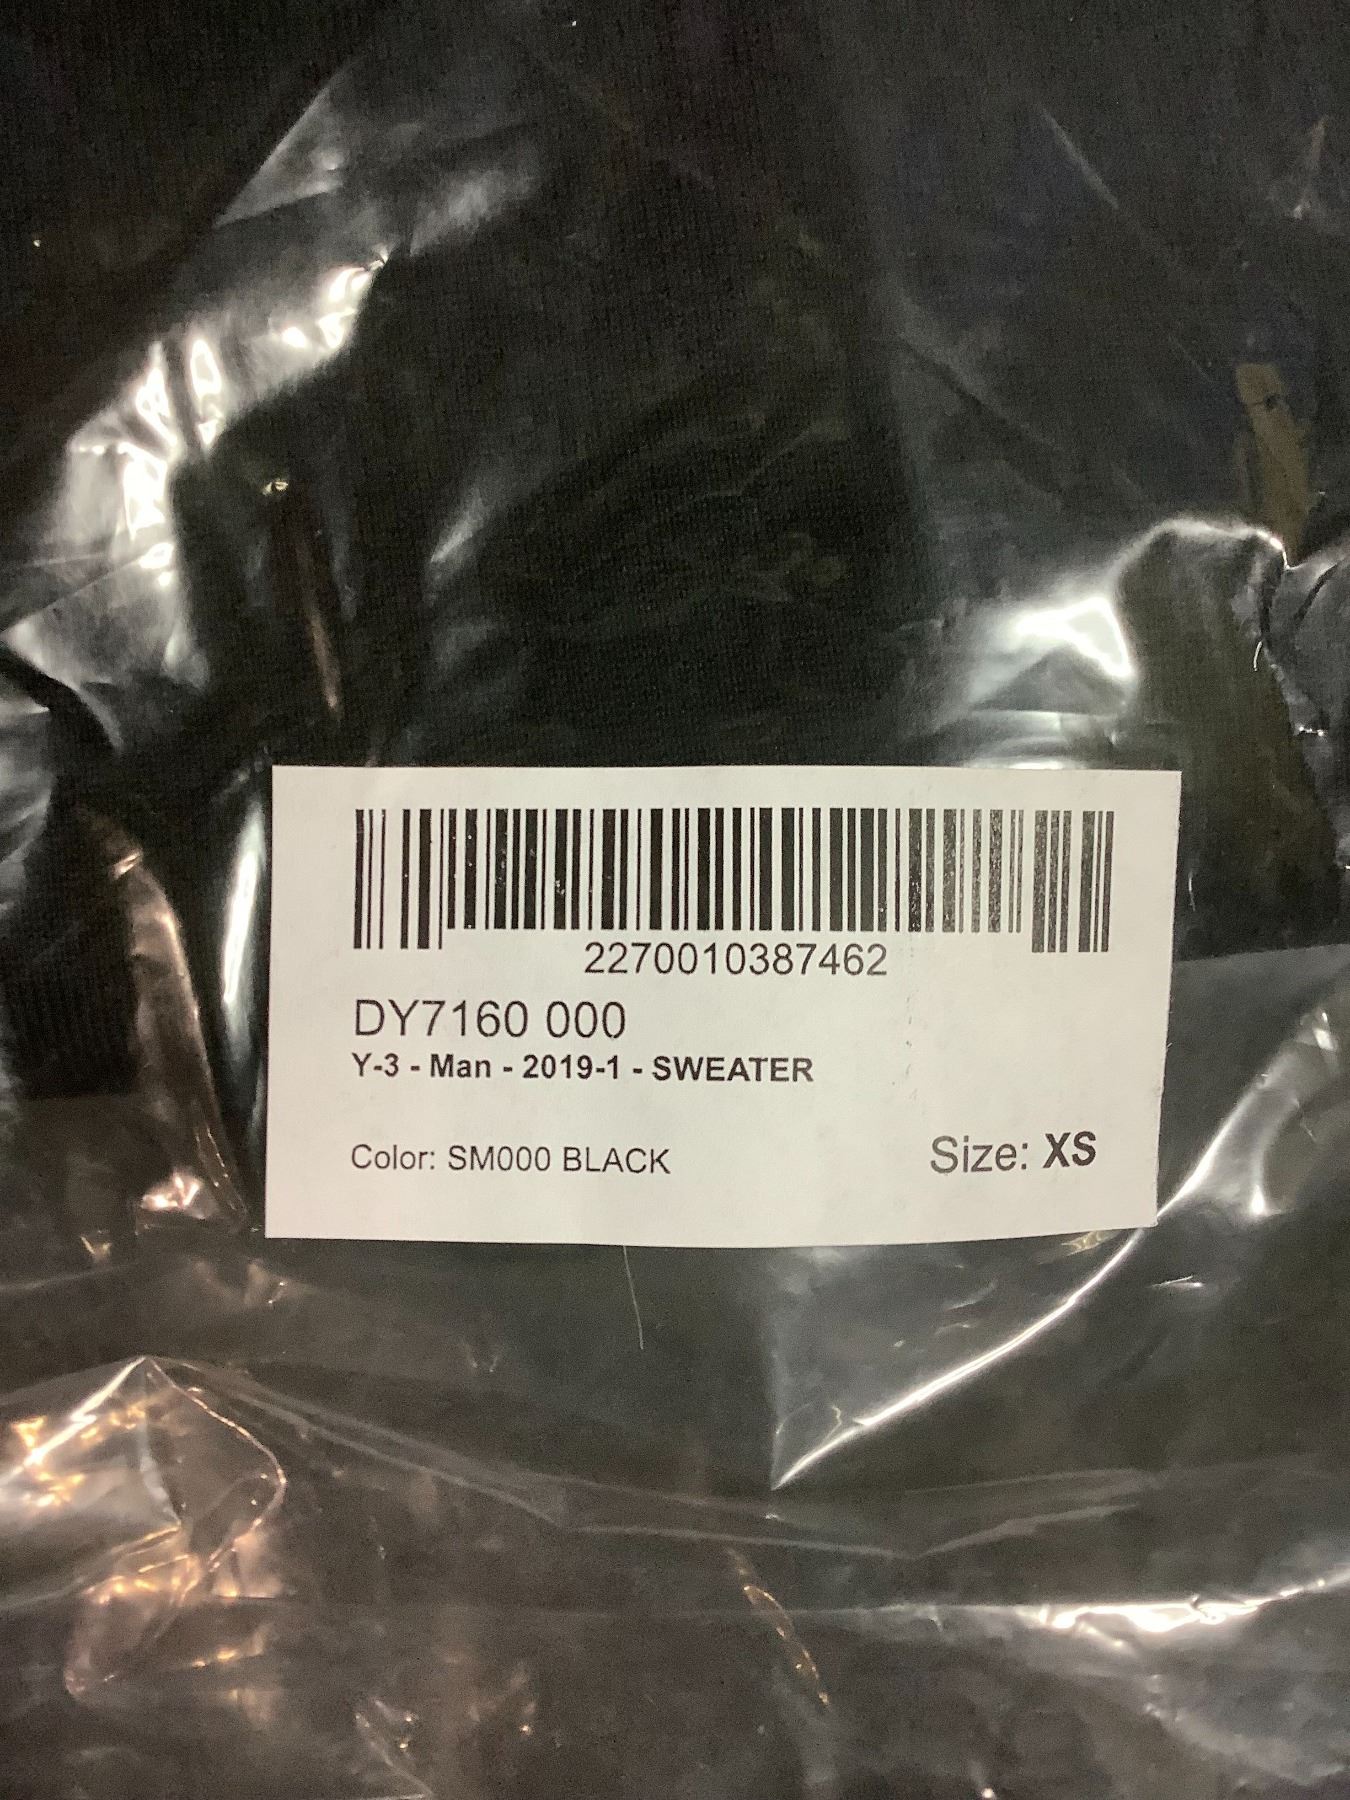 2270010387462
DY7160 000
Y-3 - Man - 2019-1 - SWEATER
Color: SM000 BLACK
Size: XS